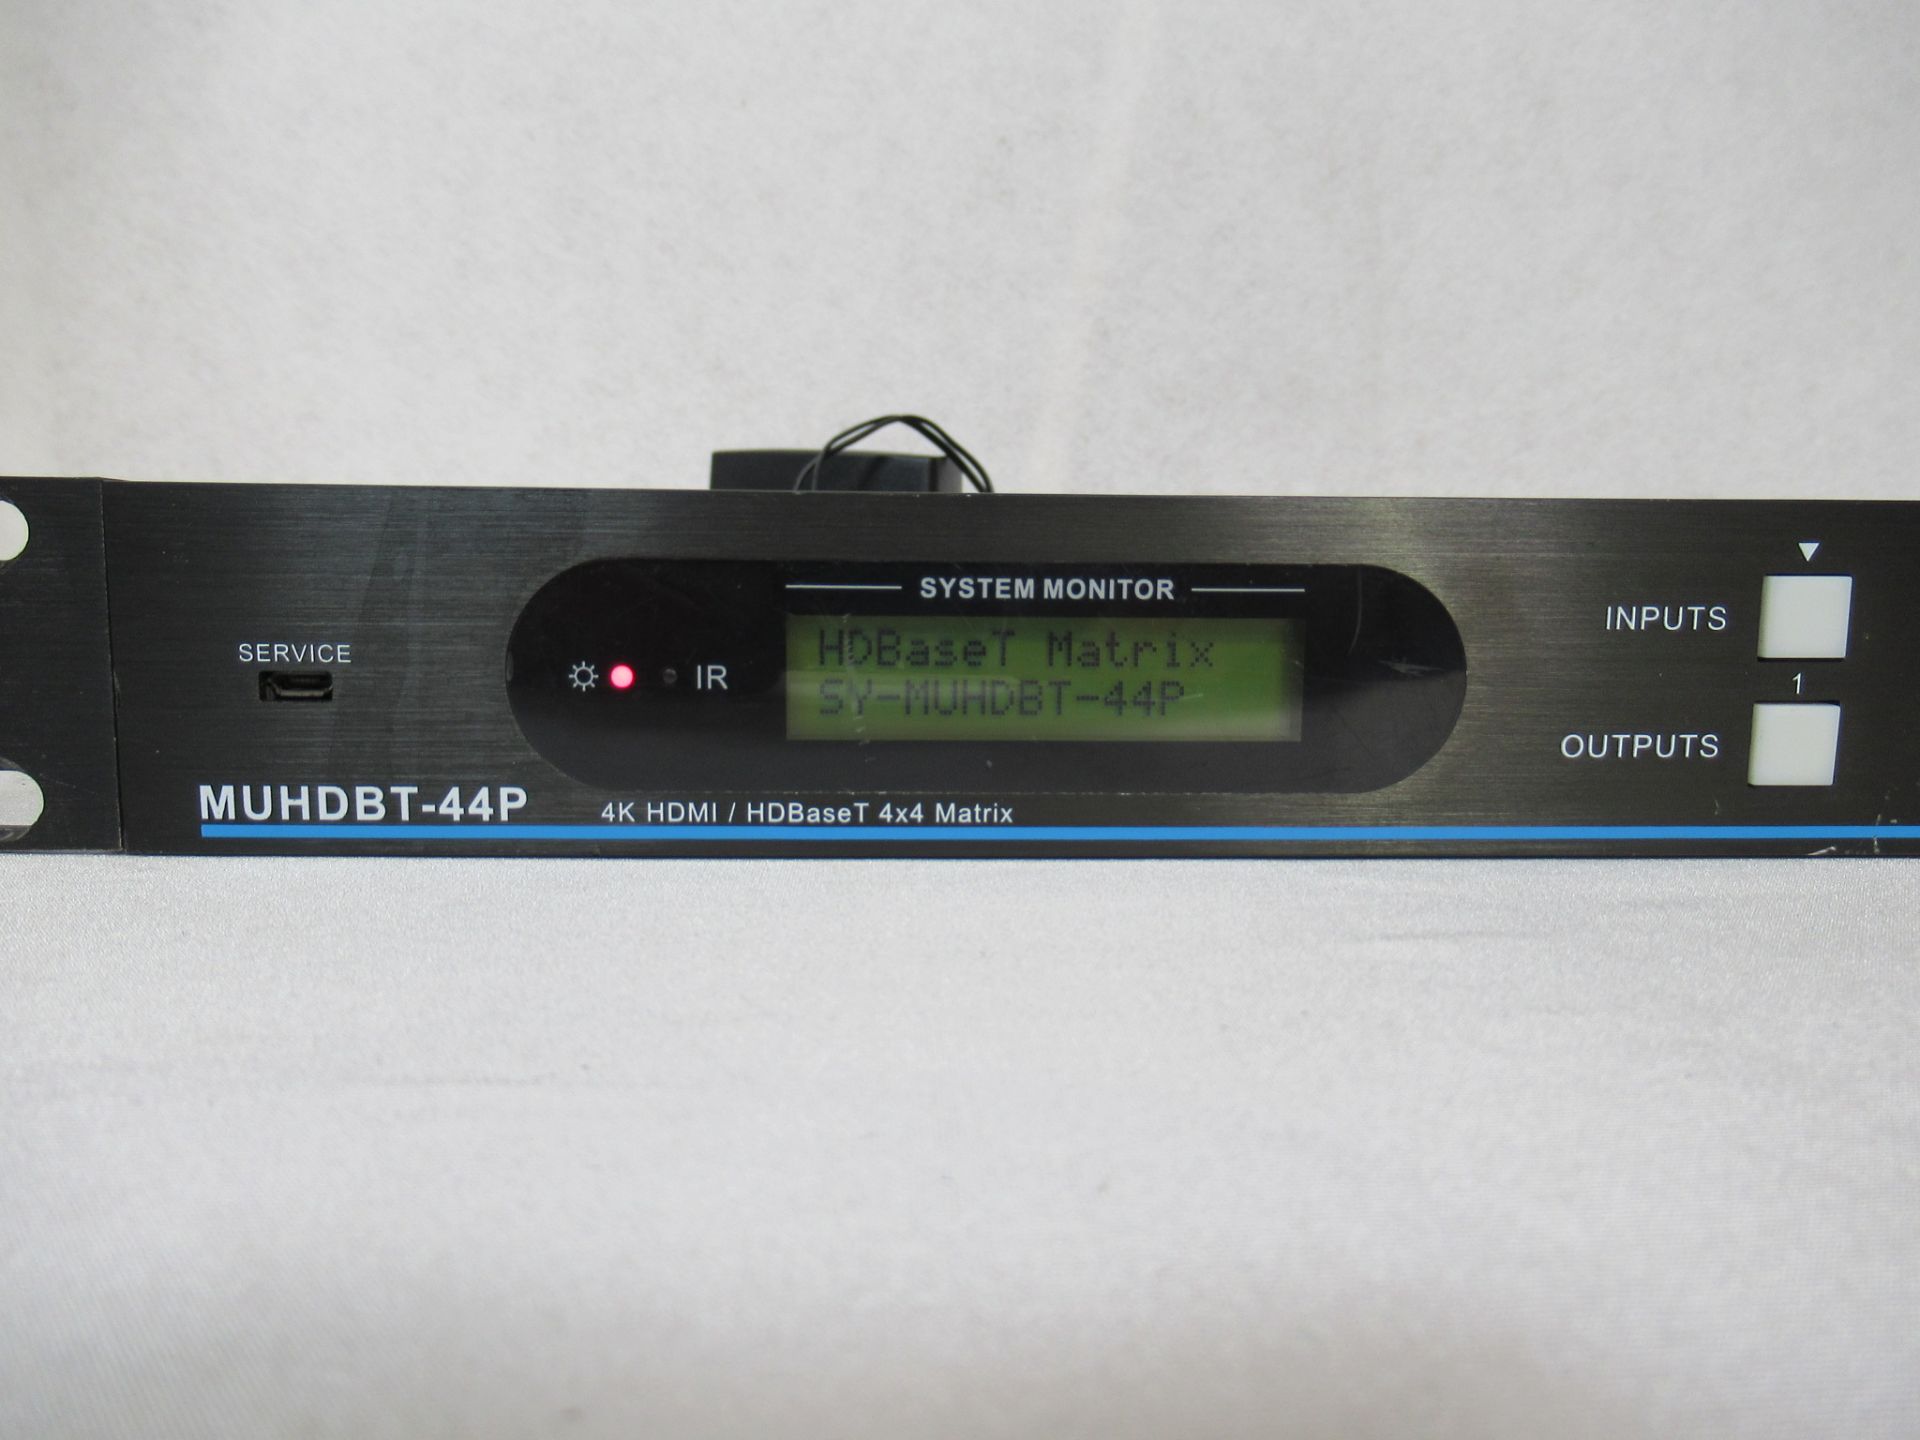 SYSTEM MONITOR
HDBaseT Matrix
SY-MUHDBT-44P
SERVICE
IR
INPUTS
1
OUTPUTS
MUHDBT-44P
4K HDMI / HDBaseT 4x4 Matrix